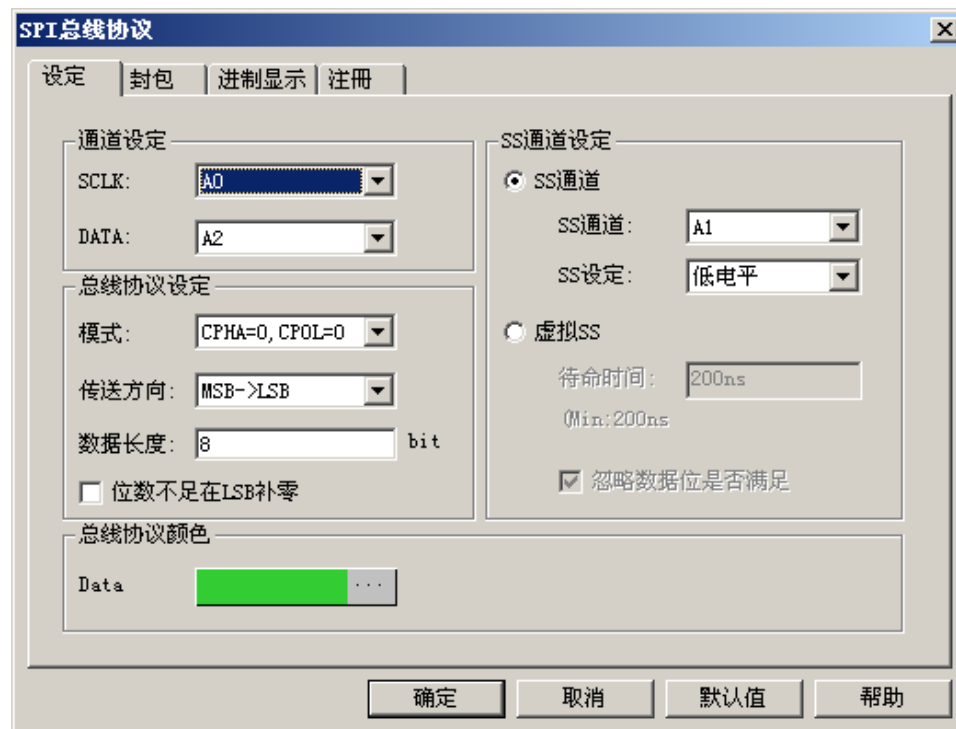 SPI总线协议
设定 封包 进制显示 注冊
通道设定
SCLK: A0
DATA: A2
总线协议设定
模式: CPHA=0,CPOL=0
传送方向: MSB->LSB
数据长度: 8 bit
位数不足在LSB补零
SS通道设定
SS通道
SS通道: A1
SS设定: 低电平
虚拟SS
待命时间: 200ns
(Min:200ns
忽略数据位是否满足
总线协议颜色
Data ...
确定 取消 默认值 帮助